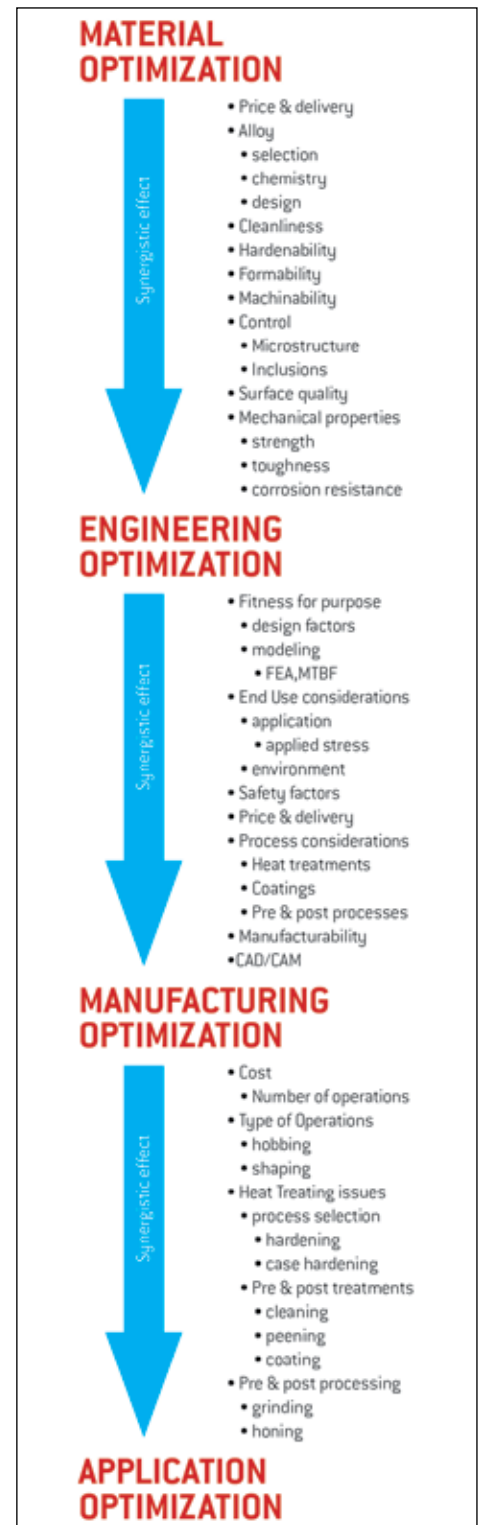 MATERIAL
OPTIMIZATION
Synergistic effect
• Price & delivery
• Alloy
• selection
• chemistry
• design
• Cleanliness
• Hardenability
• Formability
• Machinability
• Control
• Microstructure
• Inclusions
• Surface quality
• Mechanical properties
• strength
• toughness
• corrosion resistance
ENGINEERING
OPTIMIZATION
Synergistic effect
• Fitness for purpose
• design factors
• modeling
• FEA,MTBF
• End Use considerations
• application
• applied stress
• environment
• Safety factors
• Price & delivery
• Process considerations
• Heat treatments
• Coatings
• Pre & post processes
• Manufacturability
•CAD/CAM
MANUFACTURING
OPTIMIZATION
Synergistic effect
• Cost
• Number of operations
• Type of Operations
• hobbing
• shaping
• Heat Treating issues
• process selection
• hardening
• case hardening
• Pre & post treatments
• cleaning
• peening
• coating
• Pre & post processing
• grinding
• honing
APPLICATION
OPTIMIZATION